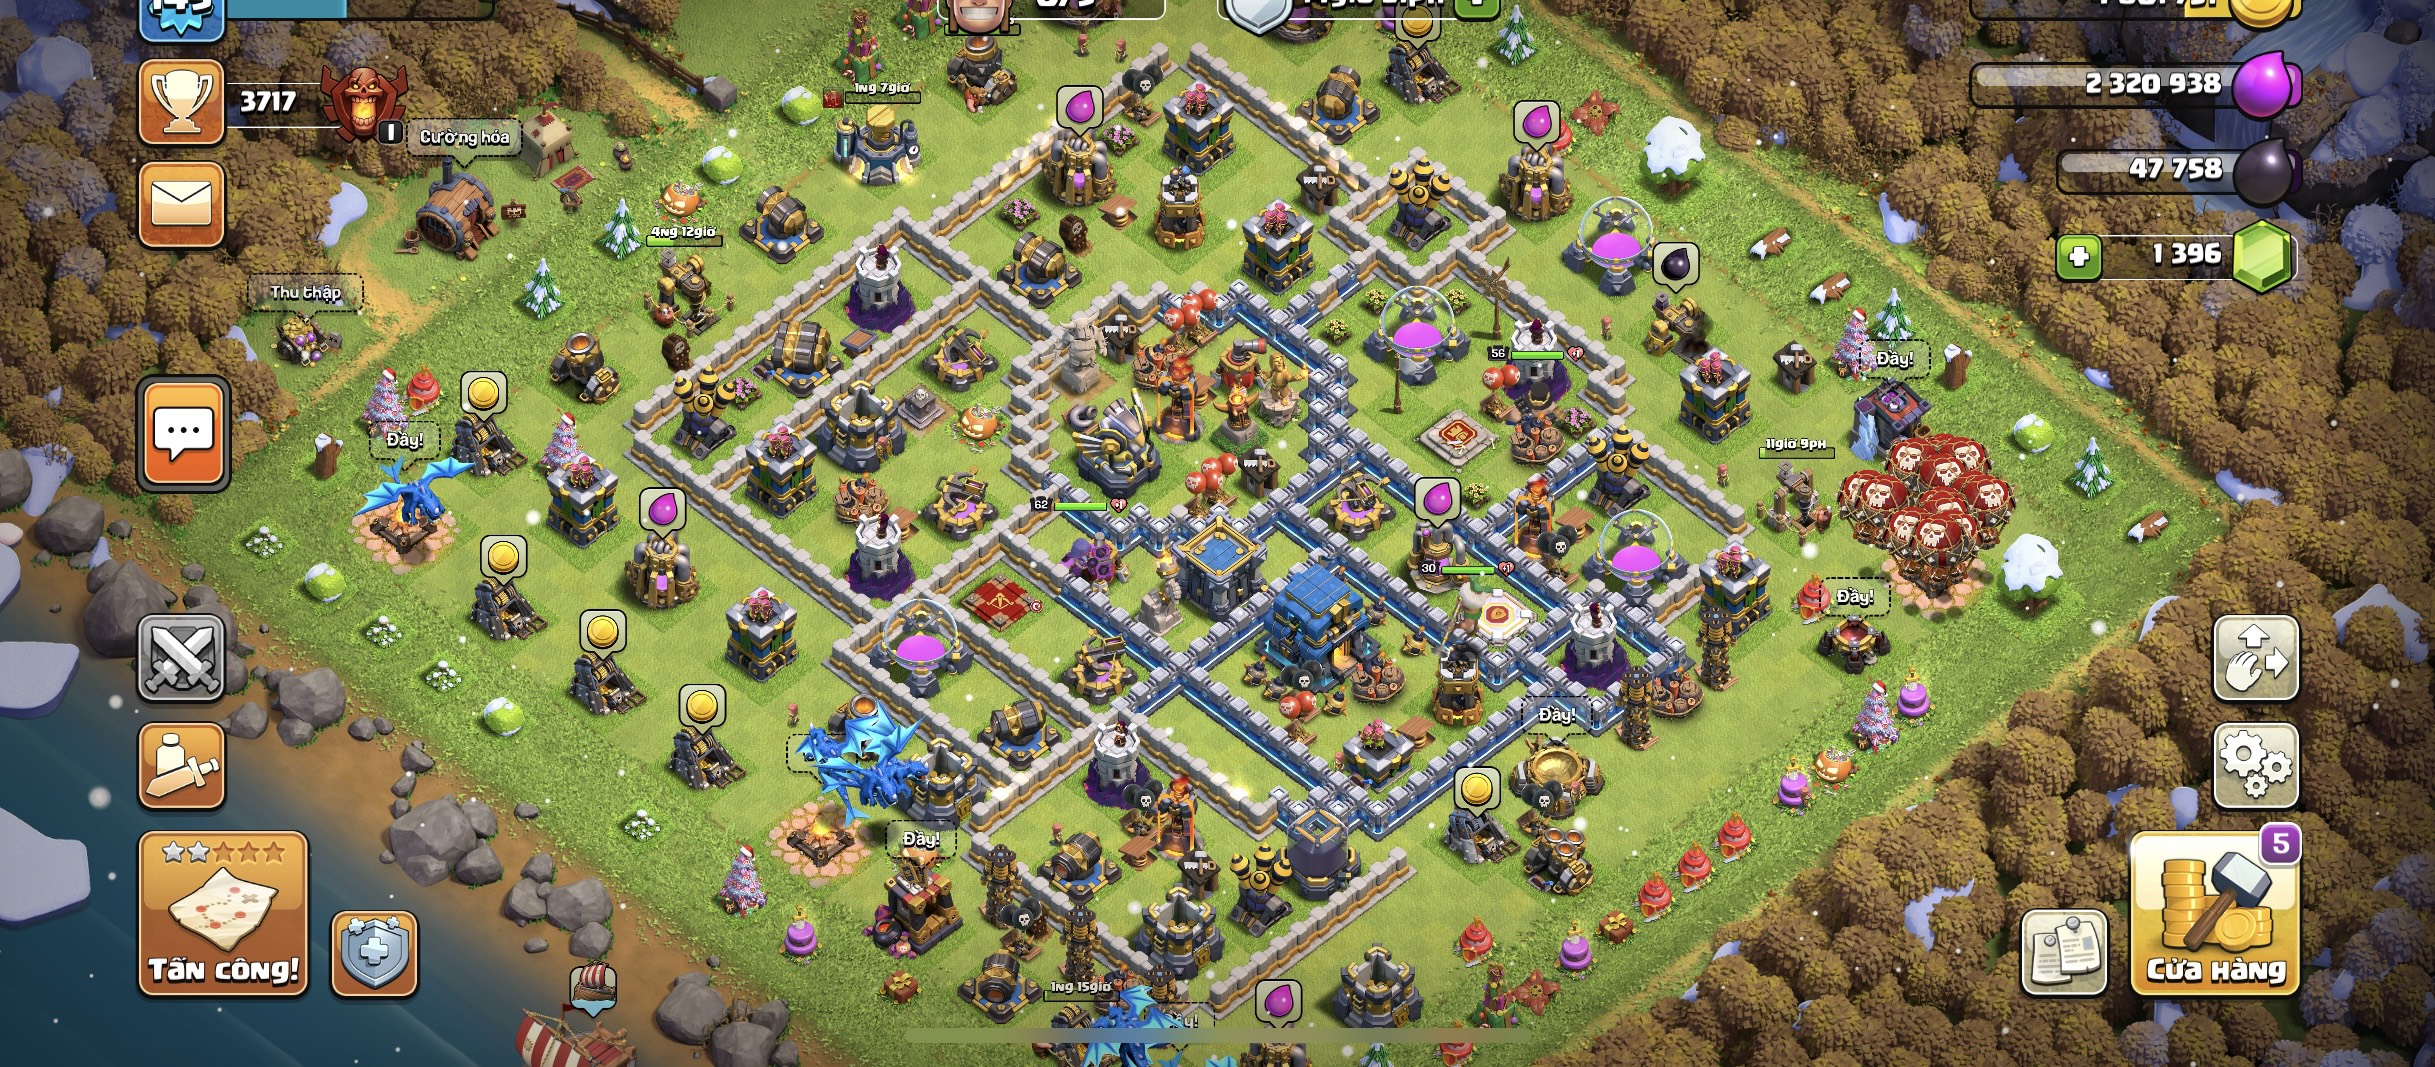 3717
I
Cường hóa
1ng 7giờ
2 320 938
47 758
1 396
4ng 12giờ
Thu thập
56
Đầy!
Đầy!
11giờ 9PH
62
30
Đầy!
Đầy!
Đầy!
5
Tấn công!
Cửa Hàng
1ng 15giờ